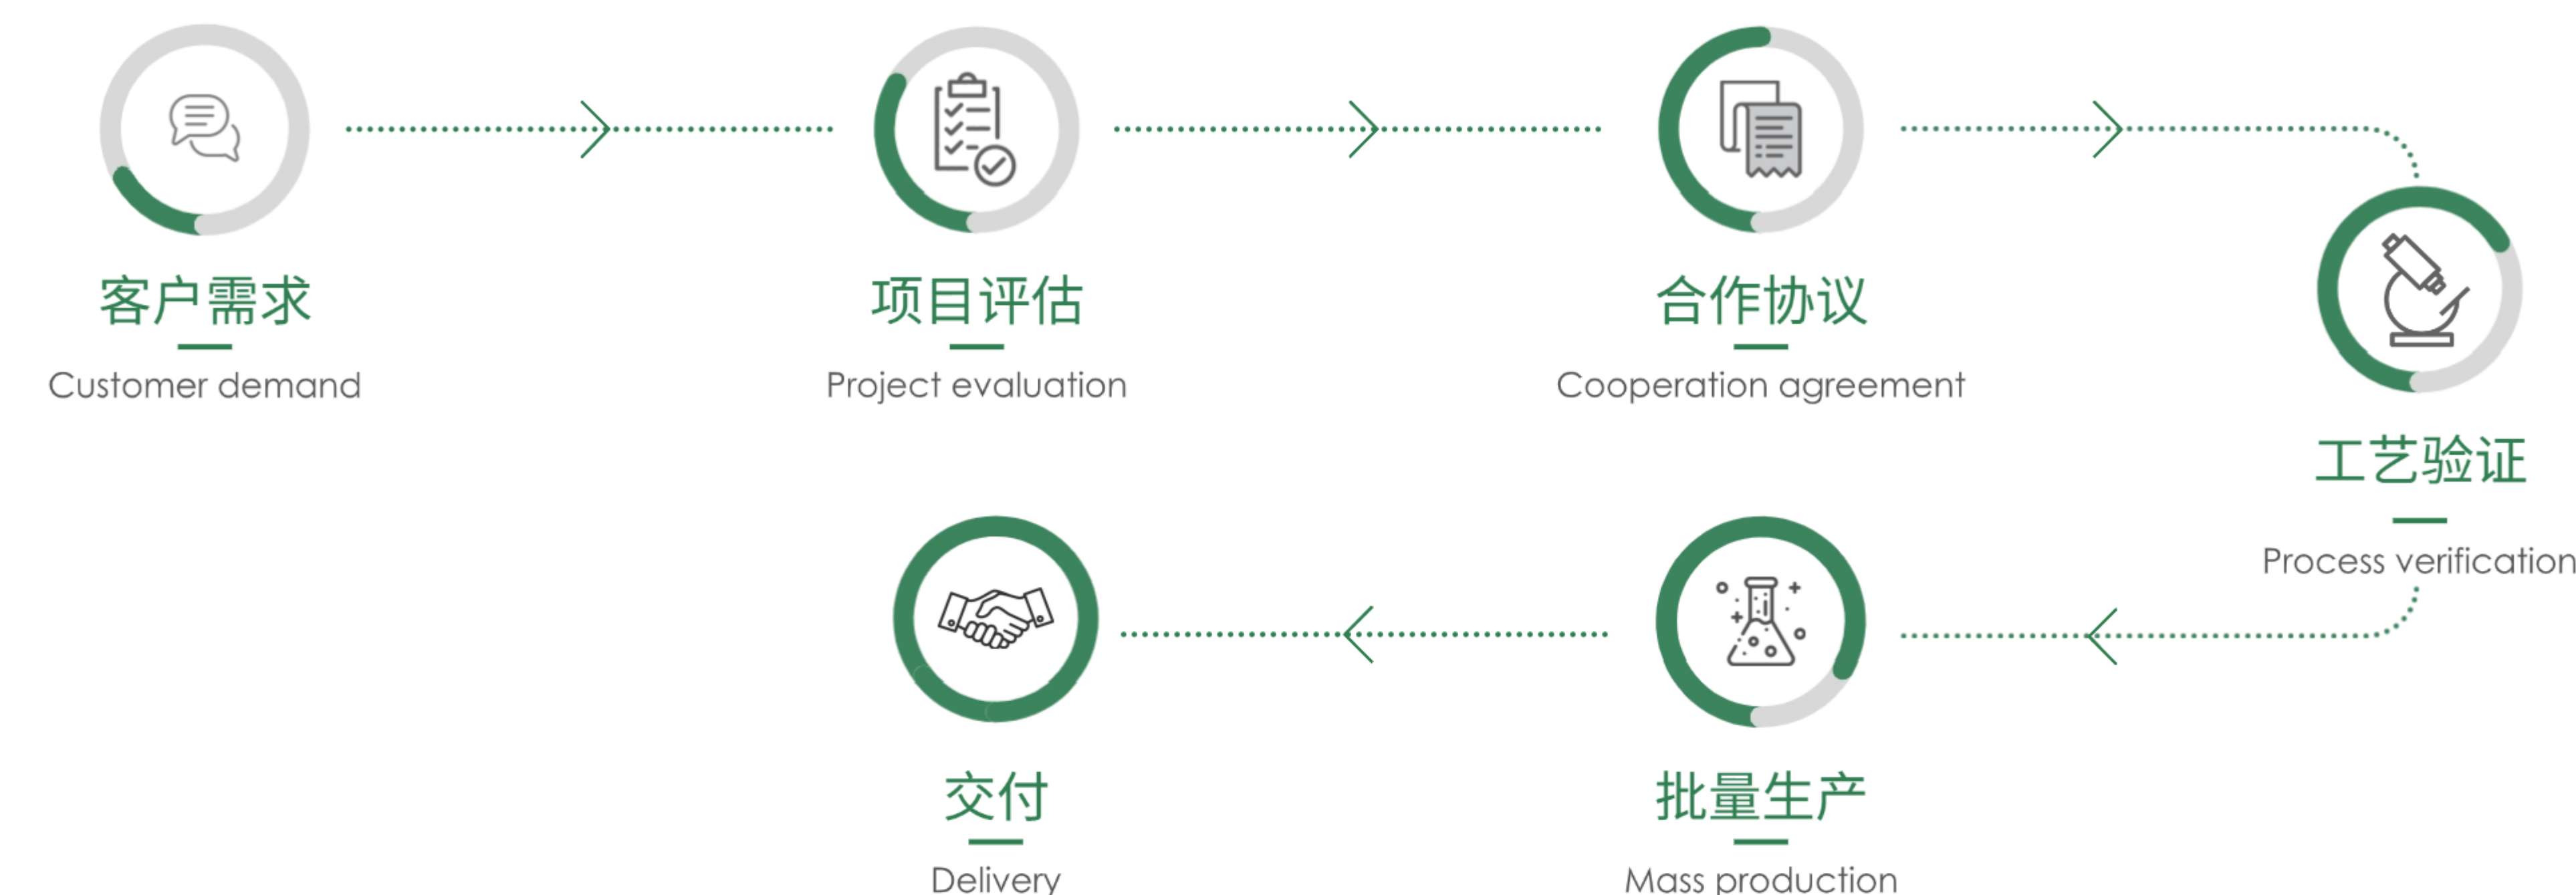 客户需求
Customer demand
项目评估
Project evaluation
合作协议
Cooperation agreement
工艺验证
Process verification
批量生产
Mass production
交付
Delivery